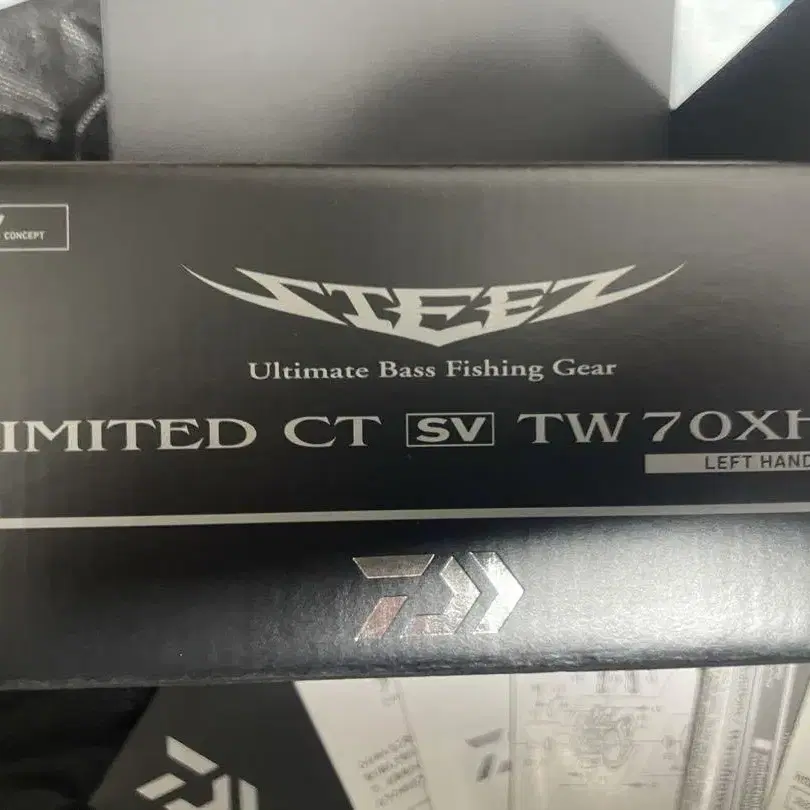 CONCEPT
STEEZ
Ultimate Bass Fishing Gear
IMITED CT SV TW 70XH
LEFT HAND